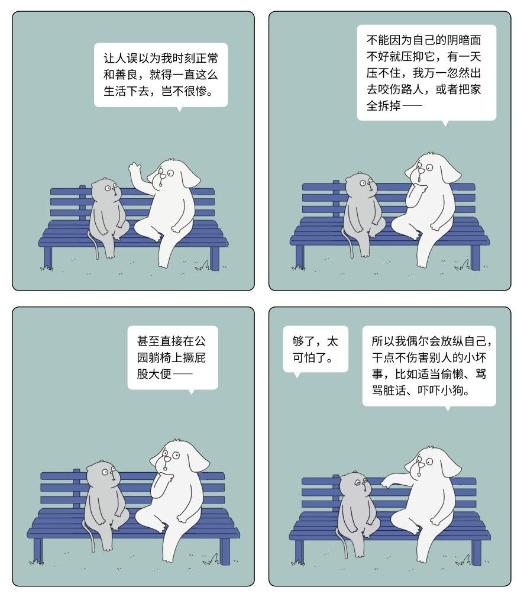 让人误以为我时刻正常
和善良，就得一直这么
生活下去，岂不很惨。
不能因为自己的阴暗面
不好就压抑它，有一天
压不住，我万一忽然出
去咬伤路人，或者把家
全拆掉——
甚至直接在公
园躺椅上撅屁
股大便——
够了，太
可怕了。
所以我偶尔会放纵自己，
干点不伤害别人的小坏
事，比如适当偷懒、骂
骂脏话、吓吓小狗。